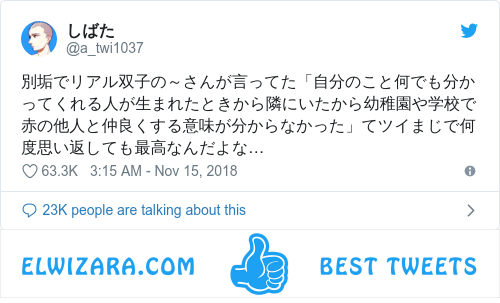 しばた
@a_twi1037
別垢でリアル双子の～さんが言ってた「自分のこと何でも分か
ってくれる人が生まれたときから隣にいたから幼稚園や学校で
赤の他人と仲良くする意味が分からなかった」てツイまじで何
度思い返しても最高なんだよな…
63.3K 3:15 AM - Nov 15, 2018
23K people are talking about this
ELWIZARA.COM BEST TWEETS